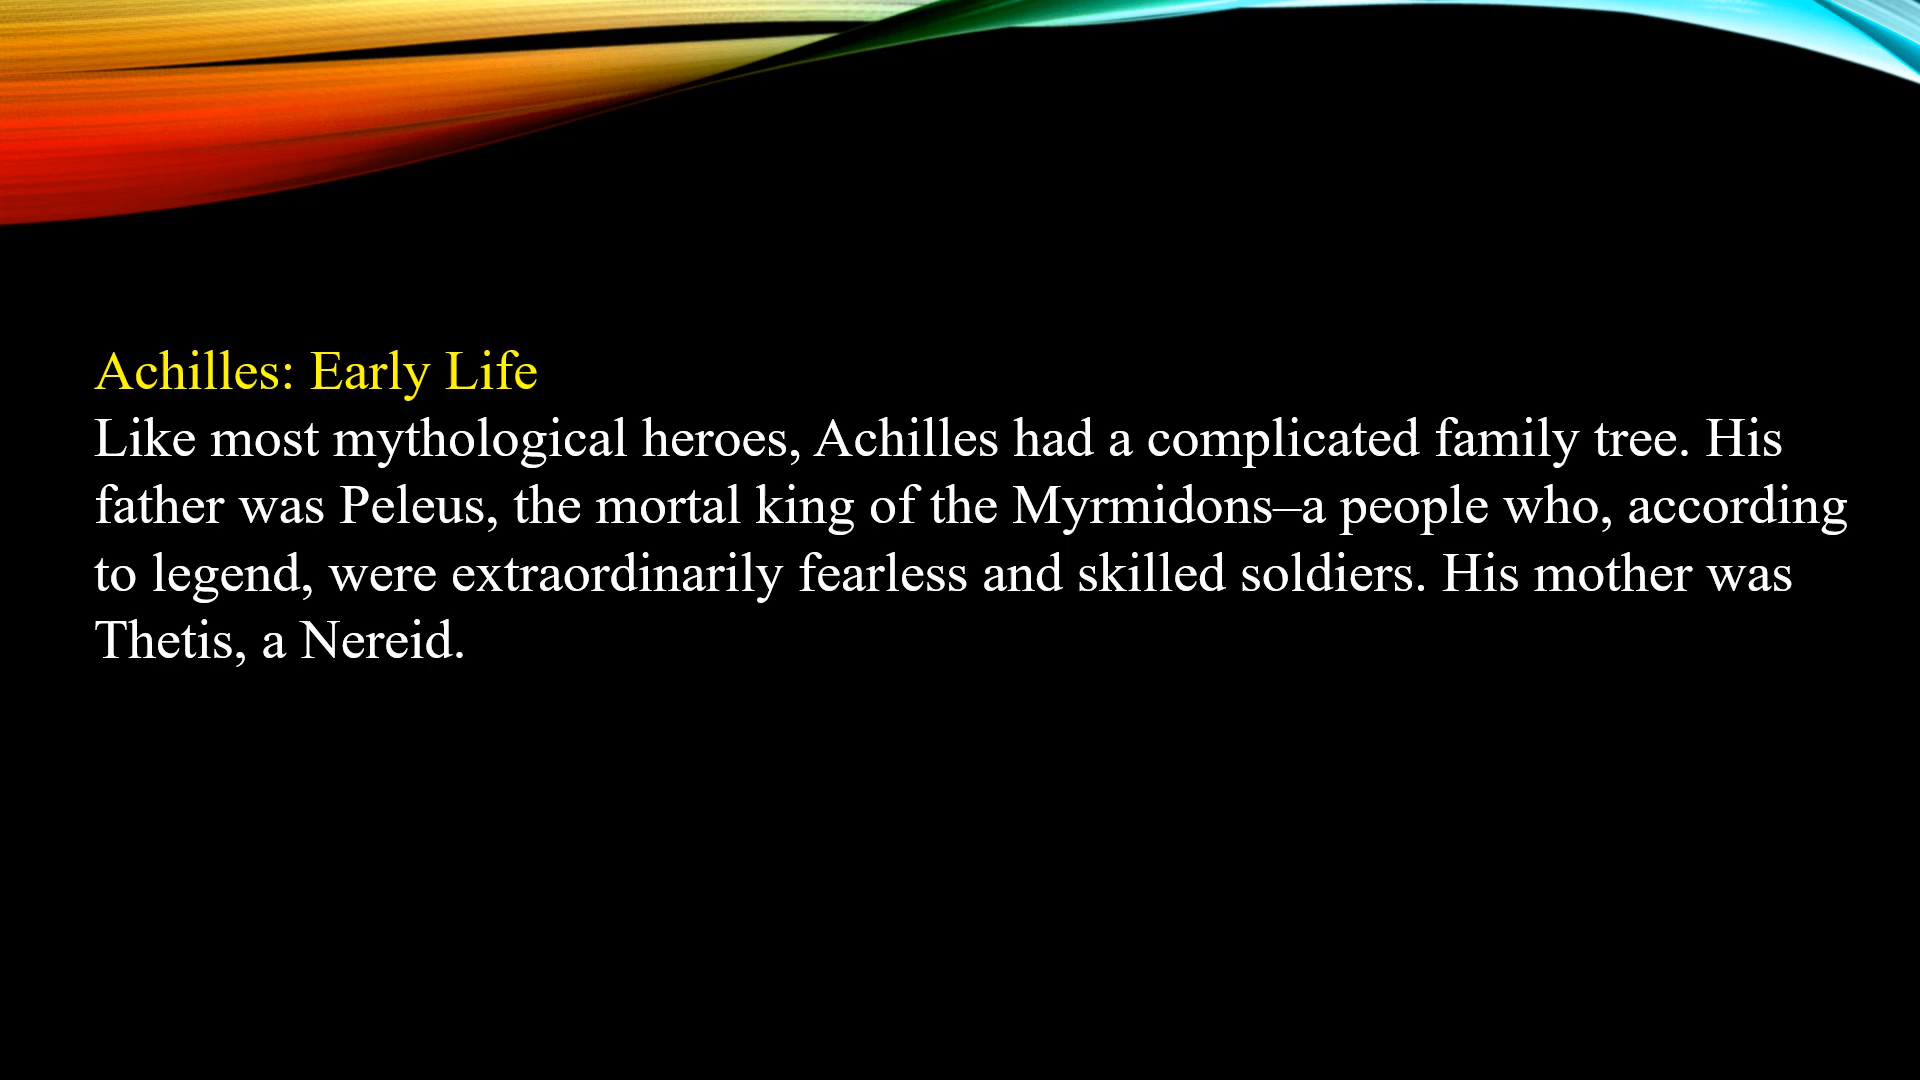 Achilles: Early Life
Like most mythological heroes, Achilles had a complicated family tree. His
father was Peleus, the mortal king of the Myrmidons–a people who, according
to legend, were extraordinarily fearless and skilled soldiers. His mother was
Thetis, a Nereid.